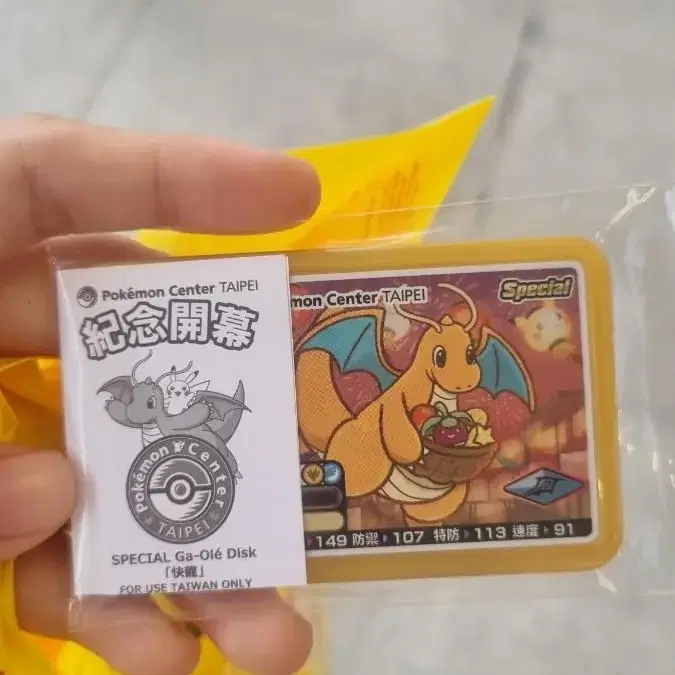 Pokémon Center TAIPEI
紀念開幕
Pokémon Center
TAIPEI
SPECIAL Ga-Olé Disk
「快龍」
FOR USE TAIWAN ONLY
mon Center TAIPEI
Special
149 防禦 107 特防 113 速度 91